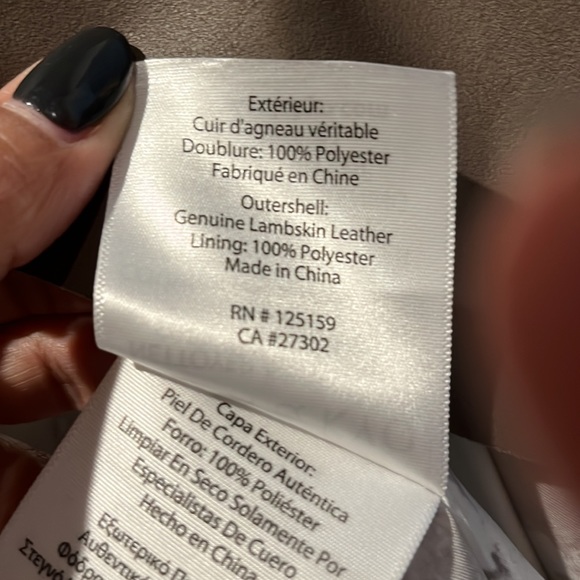 Extérieur:
Cuir d'agneau véritable
Doublure: 100% Polyester
Fabriqué en Chine
Outershell:
Genuine Lambskin Leather
Lining: 100% Polyester
Made in China
RN # 125159
CA #27302
Capa Exterior:
Piel De Cordero Auténtica
Forro: 100% Poliéster
Limpiar En Seco Solamente Por
Especialistas De Cuero
Hecho en China
Εξωτερικό